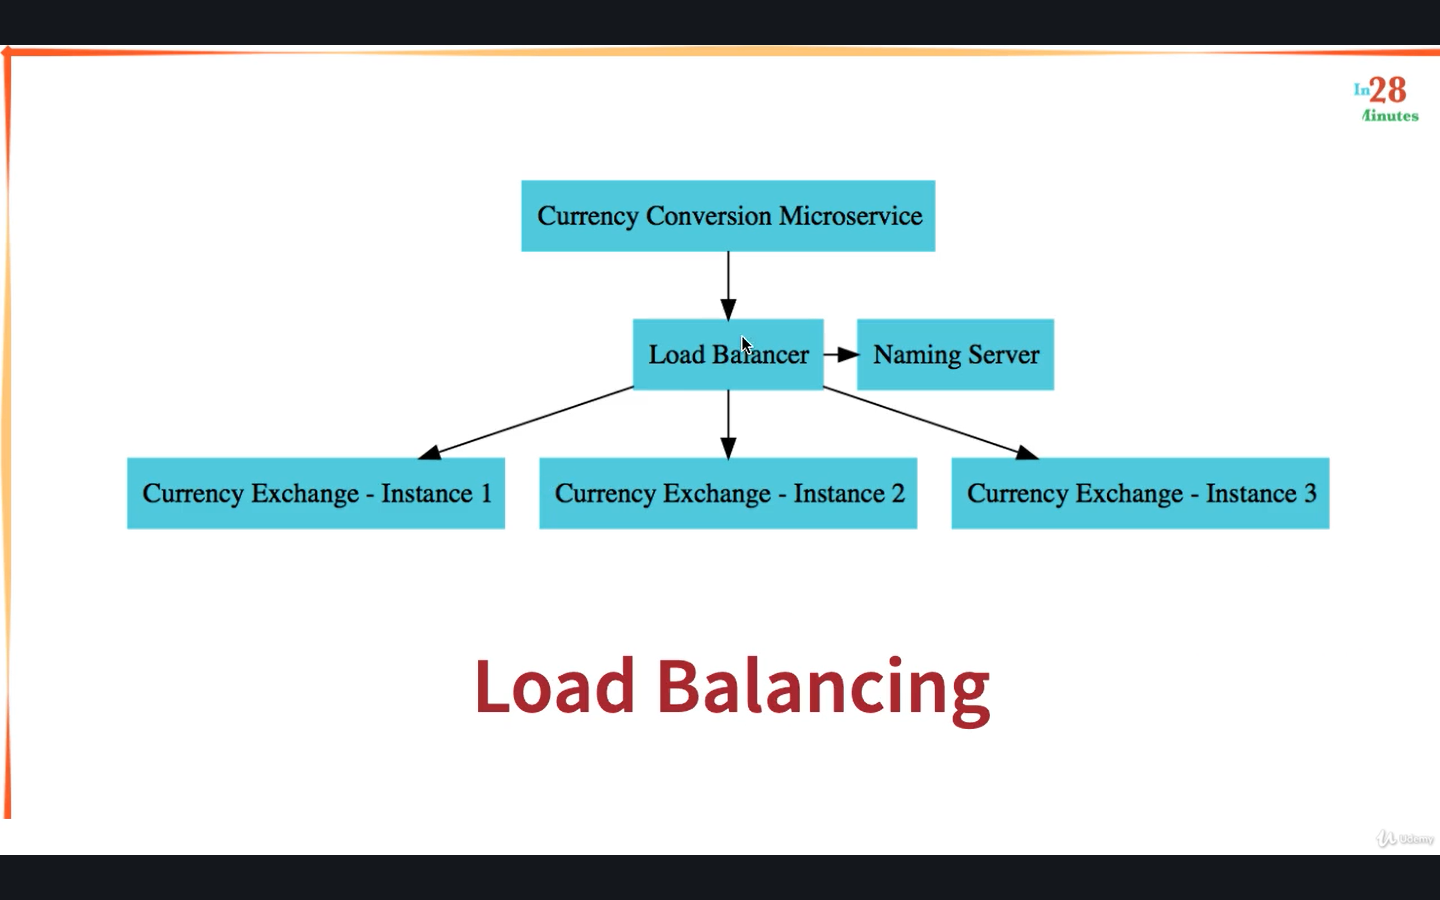 In28
Minutes
Currency Conversion Microservice
Load Balancer
Naming Server
Currency Exchange - Instance 1
Currency Exchange - Instance 2
Currency Exchange - Instance 3
Load Balancing
Udemy